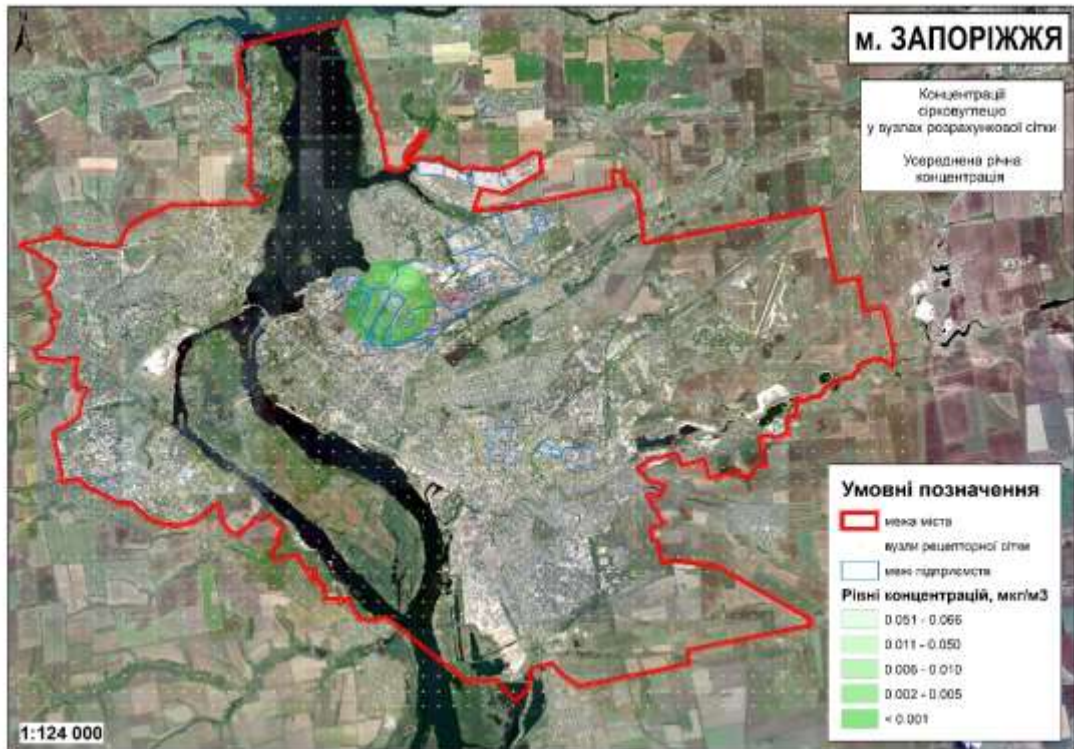 м. ЗАПОРІЖЖЯ
Концентрації
сірковуглецю
у вузлах розрахункової сітки
Усереднена річна
концентрація
Умовні позначення
межа міста
вузли рецепторної сітки
межі підприємств
Рівні концентрацій, мкг/м3
0.051 - 0.066
0.011 - 0.050
0.006 - 0.010
0.002 - 0.005
< 0.001
1:124 000